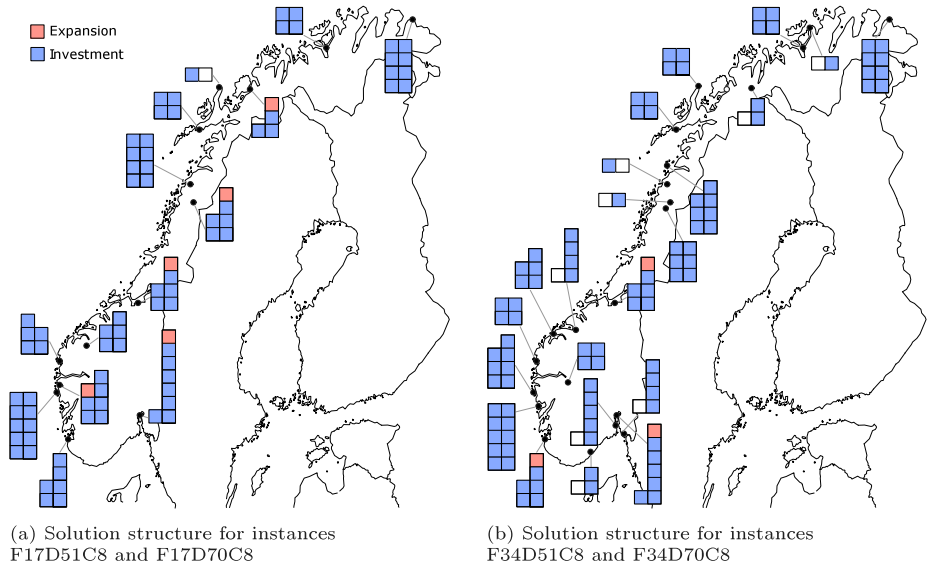 Expansion
Investment
(a) Solution structure for instances
F17D51C8 and F17D70C8
(b) Solution structure for instances
F34D51C8 and F34D70C8